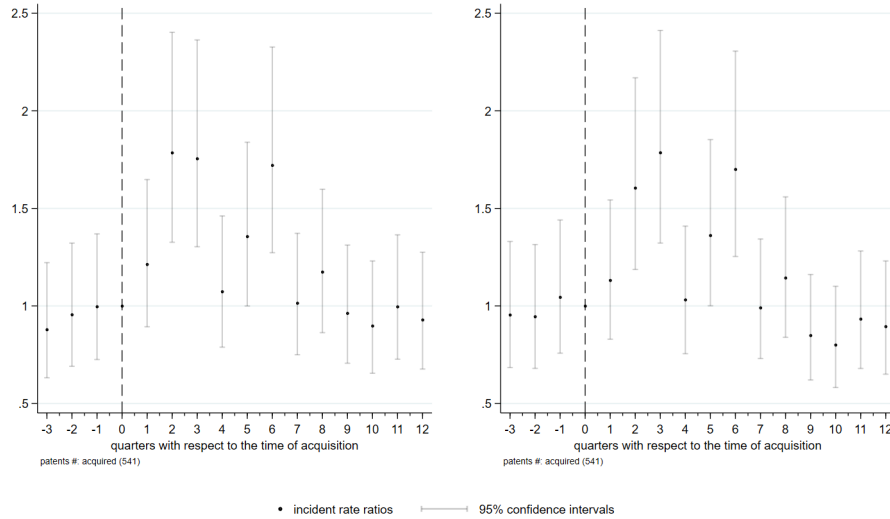 2.5
2
1.5
1
.5
-3 -2 -1 0 1 2 3 4 5 6 7 8 9 10 11 12
quarters with respect to the time of acquisition
patents #: acquired (541)
2.5
2
1.5
1
.5
-3 -2 -1 0 1 2 3 4 5 6 7 8 9 10 11 12
quarters with respect to the time of acquisition
patents #: acquired (541)
incident rate ratios
95% confidence intervals